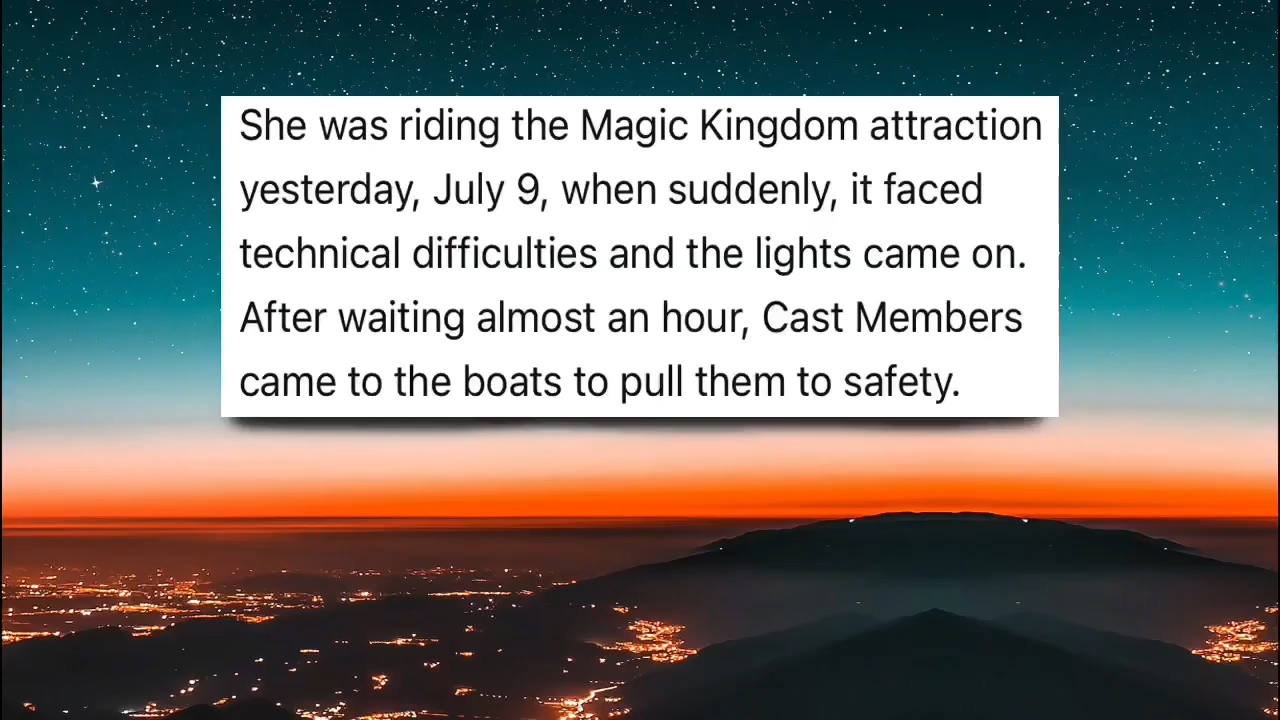 She was riding the Magic Kingdom attraction
yesterday, July 9, when suddenly, it faced
technical difficulties and the lights came on.
After waiting almost an hour, Cast Members
came to the boats to pull them to safety.